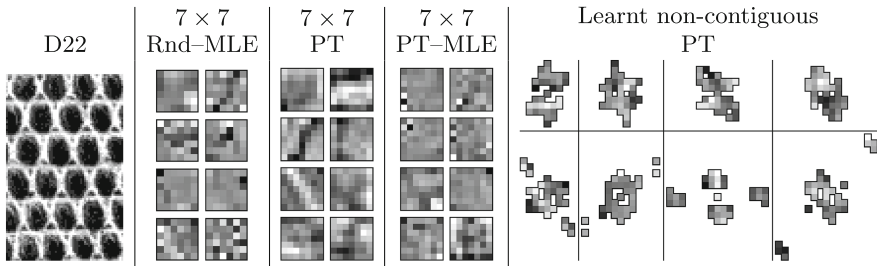 7 × 7 7 × 7 7 × 7 Learnt non-contiguous
D22 Rnd–MLE PT PT–MLE PT